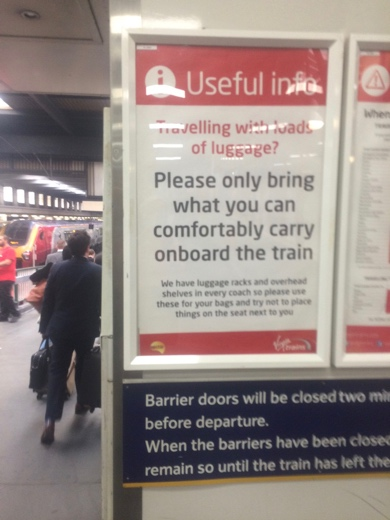 i Useful info
Travelling with loads
of luggage?
Please only bring
what you can
comfortably carry
onboard the train
We have luggage racks and overhead
shelves in every coach so please use
these for your bags and try not to place
things on the seat next to you
Virgin trains
When
Barrier doors will be closed two mi
before departure.
When the barriers have been closed
remain so until the train has left the